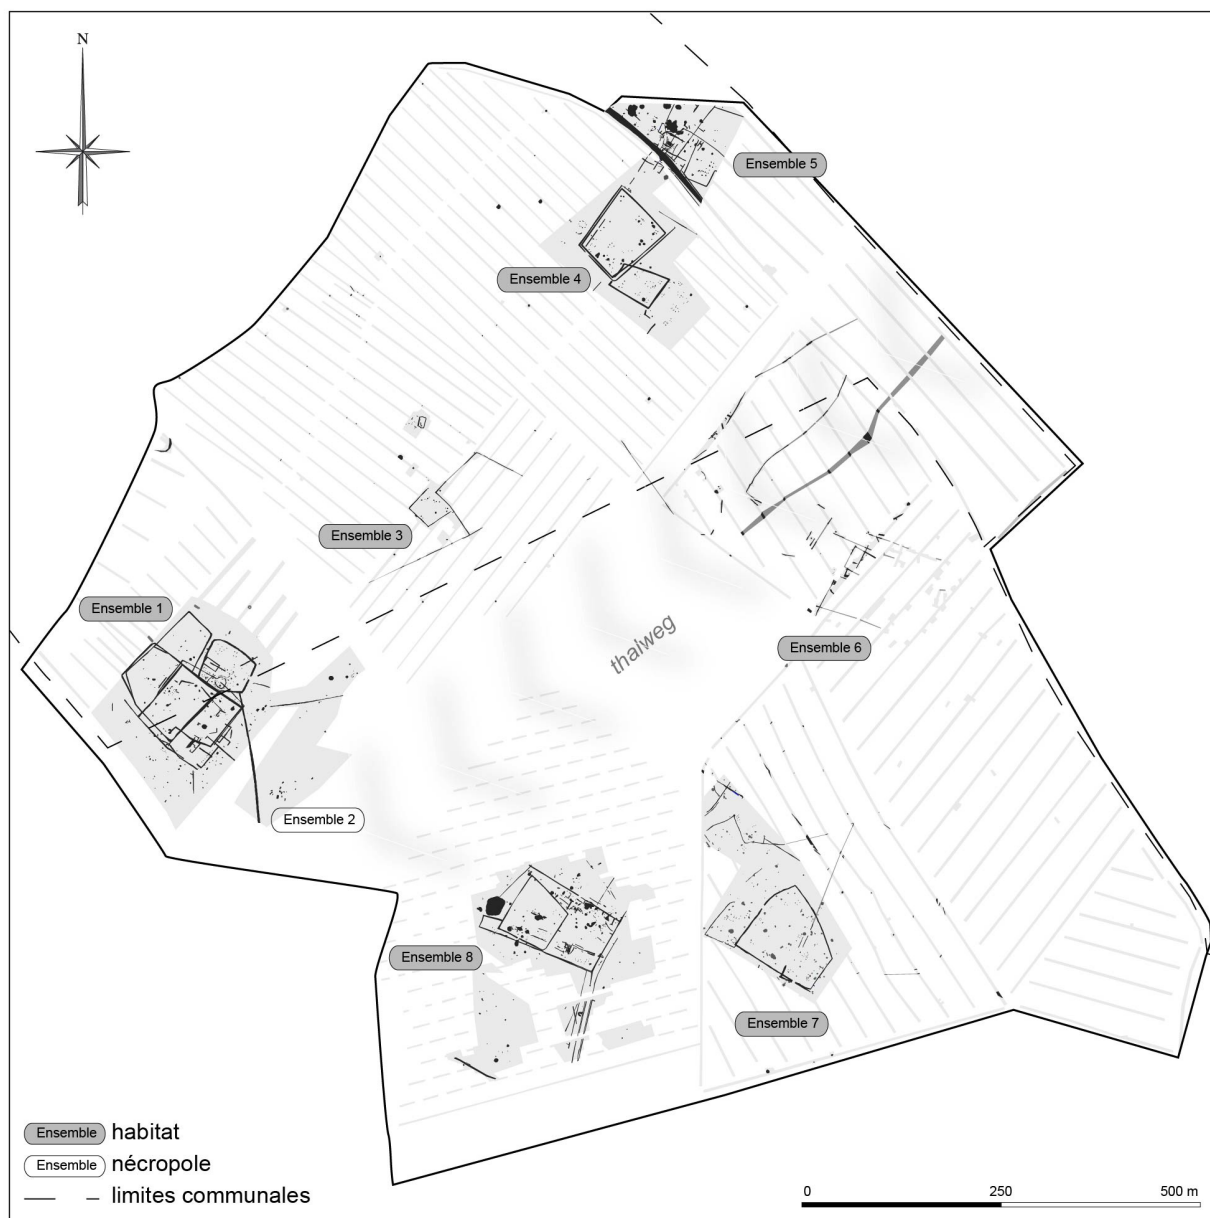 N
Ensemble 5
Ensemble 4
Ensemble 3
Ensemble 1
thalweg
Ensemble 6
Ensemble 2
Ensemble 8
Ensemble 7
Ensemble habitat
Ensemble nécropole
limites communales
0 250 500 m